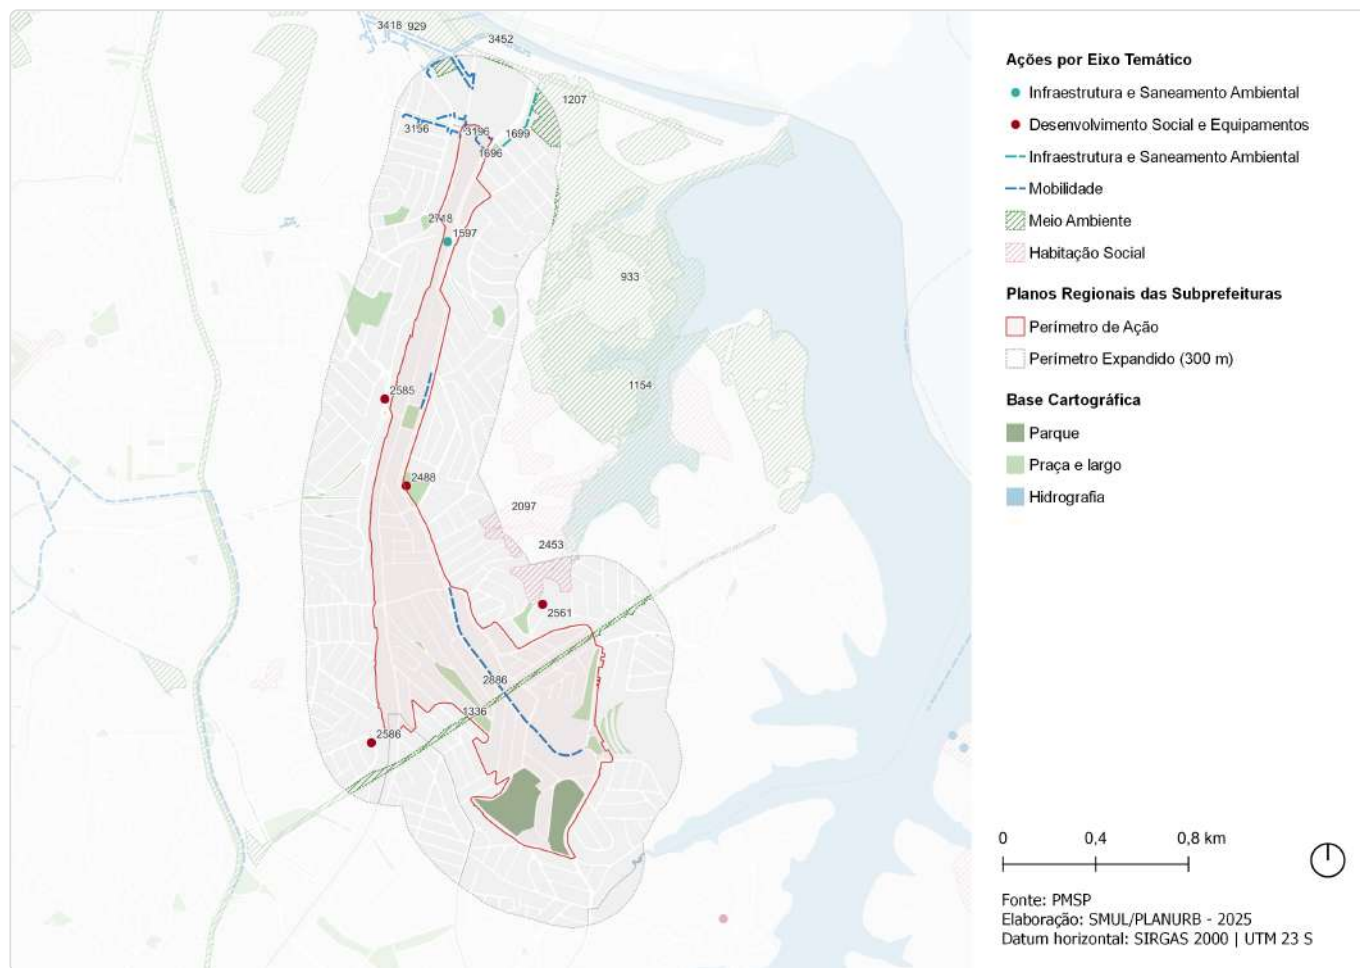 3418 929
3452
1207
3156
3196
1699
1696
2718
1597
933
1154
2585
2488
2097
2453
2561
2886
1336
2586
Ações por Eixo Temático
Infraestrutura e Saneamento Ambiental
Desenvolvimento Social e Equipamentos
Infraestrutura e Saneamento Ambiental
Mobilidade
Meio Ambiente
Habitação Social
Planos Regionais das Subprefeituras
Perímetro de Ação
Perímetro Expandido (300 m)
Base Cartográfica
Parque
Praça e largo
Hidrografia
0 0,4 0,8 km
Fonte: PMSP
Elaboração: SMUL/PLANURB - 2025
Datum horizontal: SIRGAS 2000 | UTM 23 S